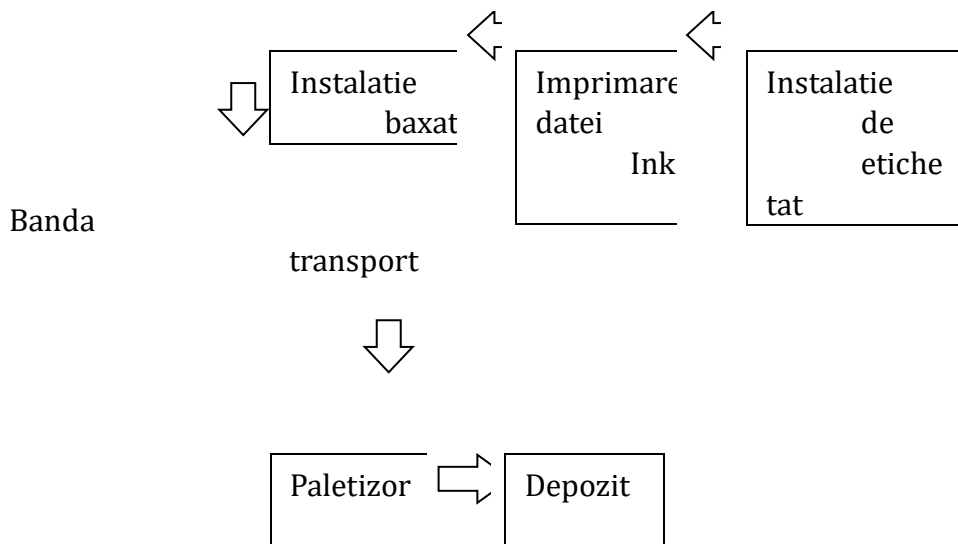 Instalatie
baxat
Imprimare
datei
Ink
Instalatie
de
etiche
tat
Banda
transport
Paletizor
Depozit